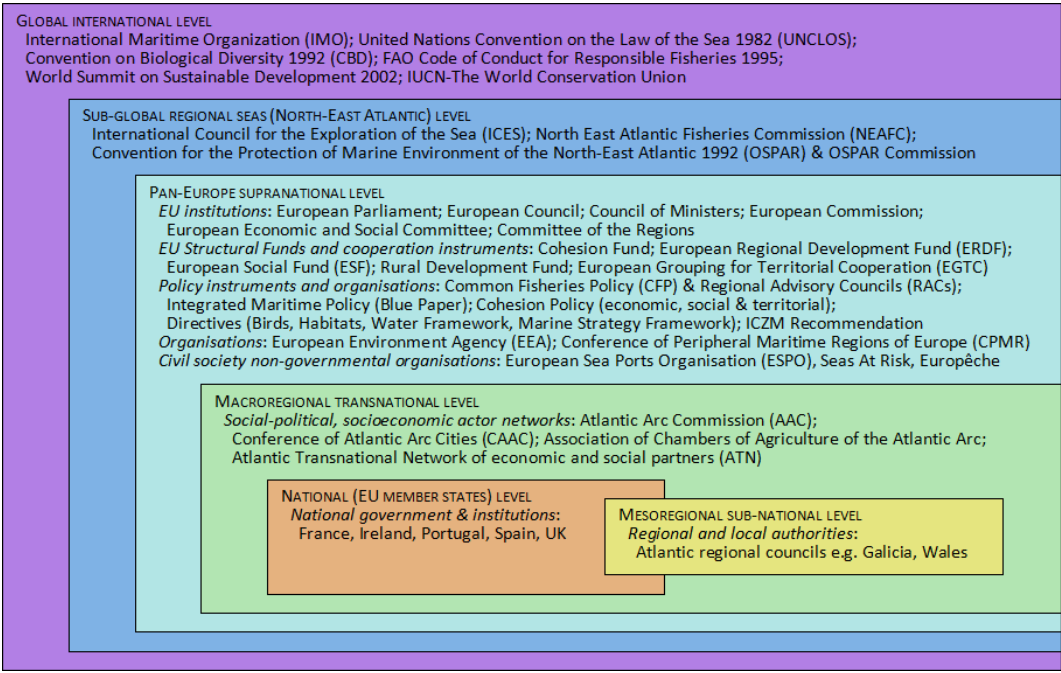 GLOBAL INTERNATIONAL LEVEL
International Maritime Organization (IMO); United Nations Convention on the Law of the Sea 1982 (UNCLOS);
Convention on Biological Diversity 1992 (CBD); FAO Code of Conduct for Responsible Fisheries 1995;
World Summit on Sustainable Development 2002; IUCN-The World Conservation Union
SUB-GLOBAL REGIONAL SEAS (NORTH-EAST ATLANTIC) LEVEL
International Council for the Exploration of the Sea (ICES); North East Atlantic Fisheries Commission (NEAFC);
Convention for the Protection of Marine Environment of the North-East Atlantic 1992 (OSPAR) & OSPAR Commission
PAN-EUROPE SUPRANATIONAL LEVEL
EU institutions: European Parliament; European Council; Council of Ministers; European Commission;
European Economic and Social Committee; Committee of the Regions
EU Structural Funds and cooperation instruments: Cohesion Fund; European Regional Development Fund (ERDF);
European Social Fund (ESF); Rural Development Fund; European Grouping for Territorial Cooperation (EGTC)
Policy instruments and organisations: Common Fisheries Policy (CFP) & Regional Advisory Councils (RACs);
Integrated Maritime Policy (Blue Paper); Cohesion Policy (economic, social & territorial);
Directives (Birds, Habitats, Water Framework, Marine Strategy Framework); ICZM Recommendation
Organisations: European Environment Agency (EEA); Conference of Peripheral Maritime Regions of Europe (CPMR)
Civil society non-governmental organisations: European Sea Ports Organisation (ESPO), Seas At Risk, Europêche
MACROREGIONAL TRANSNATIONAL LEVEL
Social-political, socioeconomic actor networks: Atlantic Arc Commission (AAC);
Conference of Atlantic Arc Cities (CAAC); Association of Chambers of Agriculture of the Atlantic Arc;
Atlantic Transnational Network of economic and social partners (ATN)
NATIONAL (EU MEMBER STATES) LEVEL
National government & institutions:
France, Ireland, Portugal, Spain, UK
MESOREGIONAL SUB-NATIONAL LEVEL
Regional and local authorities:
Atlantic regional councils e.g. Galicia, Wales